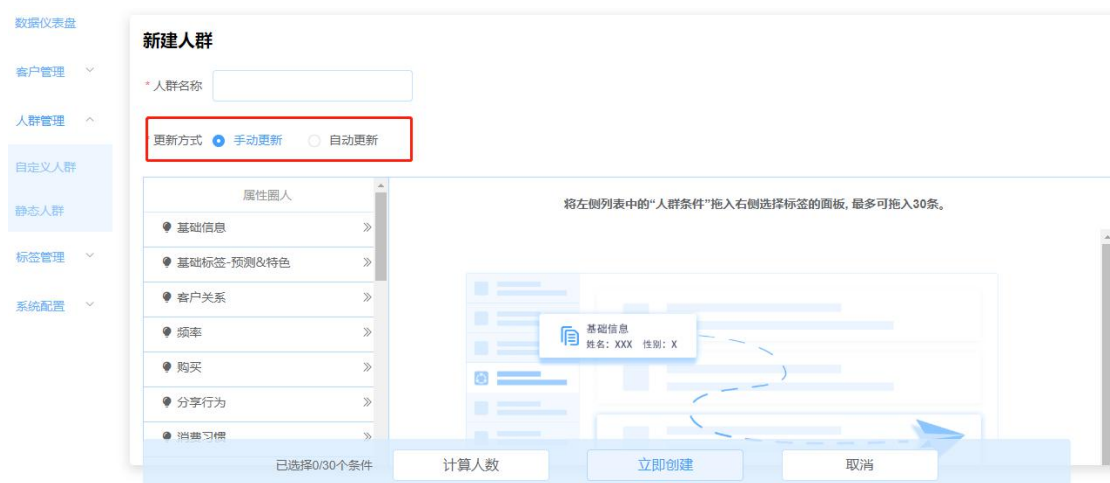 数据仪表盘
客户管理
人群管理
自定义人群
静态人群
标签管理
系统配置
新建人群
* 人群名称
更新方式 手动更新 自动更新
属性圈人
基础信息
基础标签-预测&特色
客户关系
频率
购买
分享行为
消费习惯
将左侧列表中的“人群条件”拖入右侧选择标签的面板, 最多可拖入30条。
基础信息
姓名: XXX 性别: X
已选择0/30个条件
计算人数
立即创建
取消